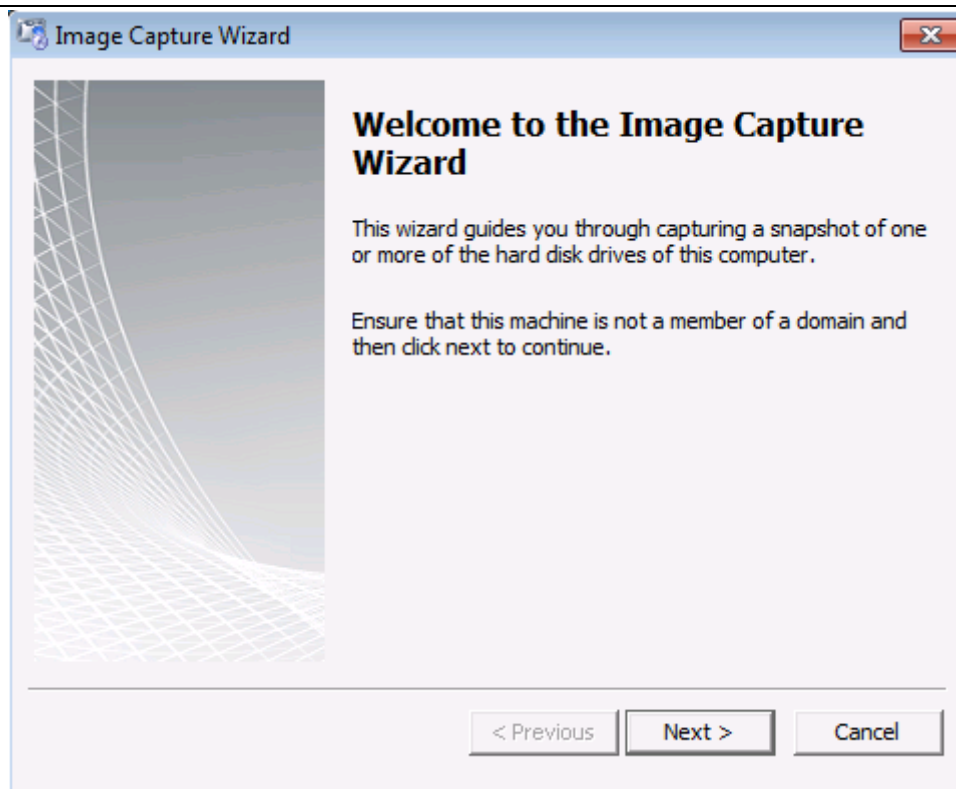 Image Capture Wizard
Welcome to the Image Capture
Wizard
This wizard guides you through capturing a snapshot of one
or more of the hard disk drives of this computer.
Ensure that this machine is not a member of a domain and
then click next to continue.
< Previous
Next >
Cancel